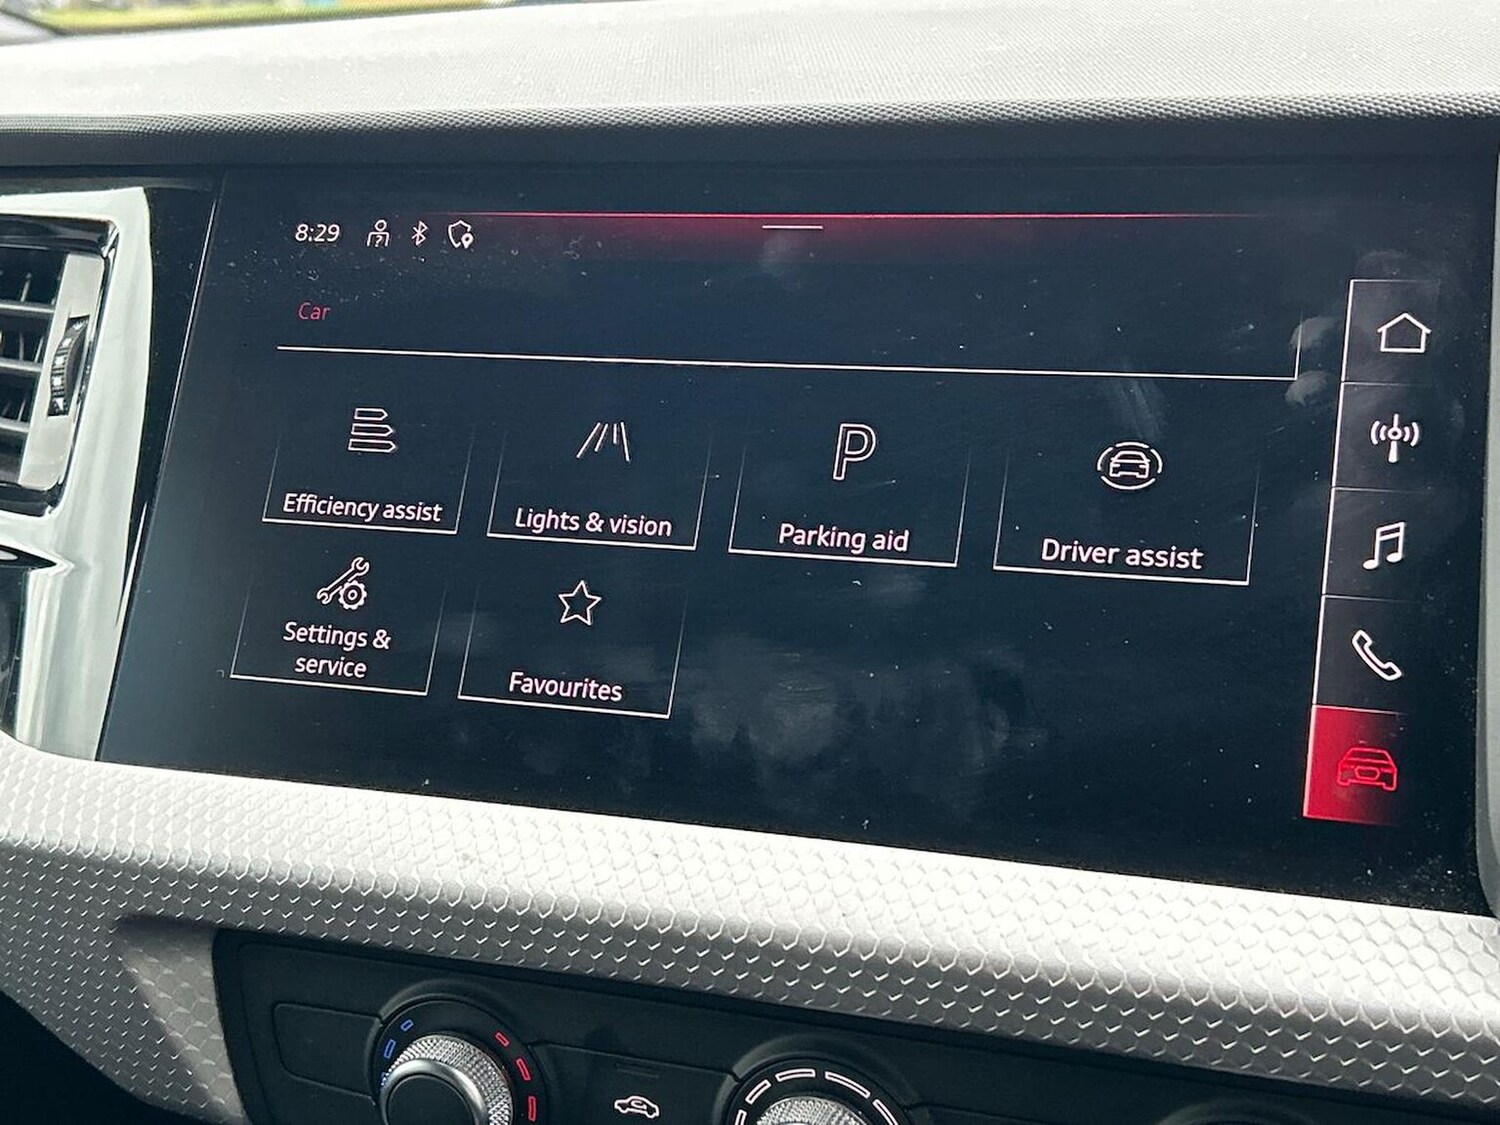 8:29
Car
Efficiency assist
Lights & vision
Parking aid
Driver assist
Settings &
service
Favourites